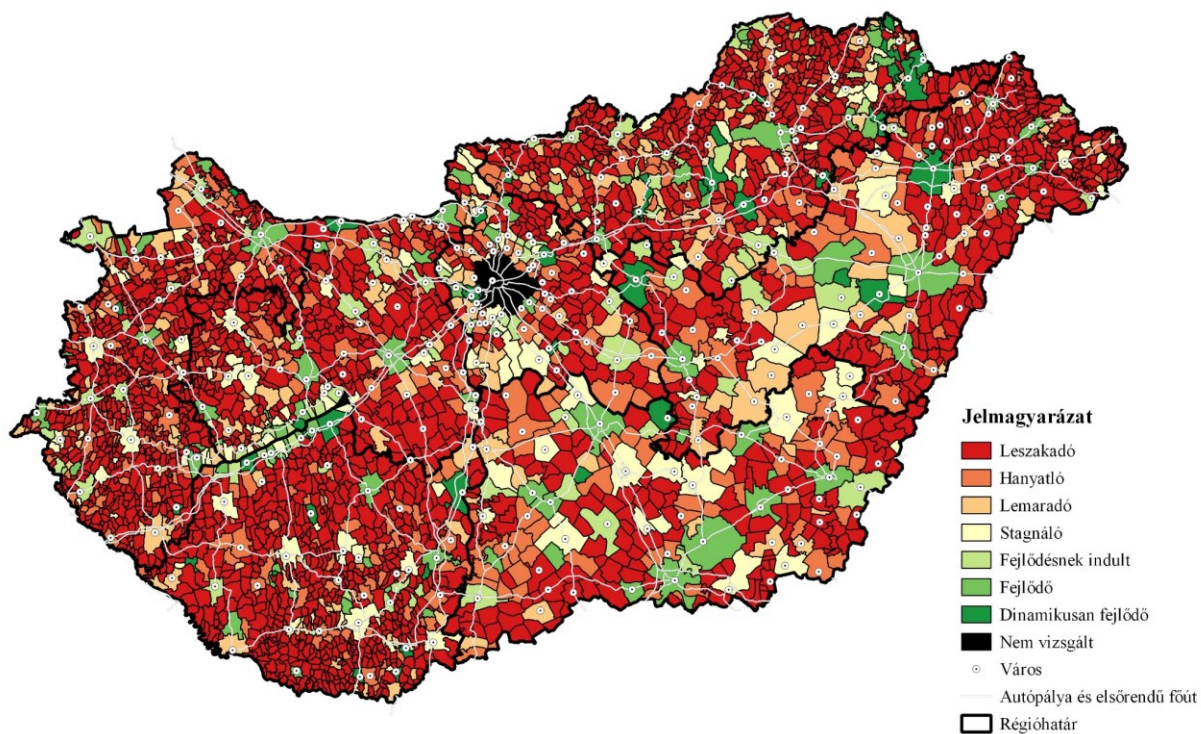 Jelmagyarázat
Leszakadó
Hanyatló
Lemaradó
Stagnáló
Fejlődésnek indult
Fejlődő
Dinamikusan fejlődő
Nem vizsgált
Város
Autópálya és elsőrendű főút
Régióhatár